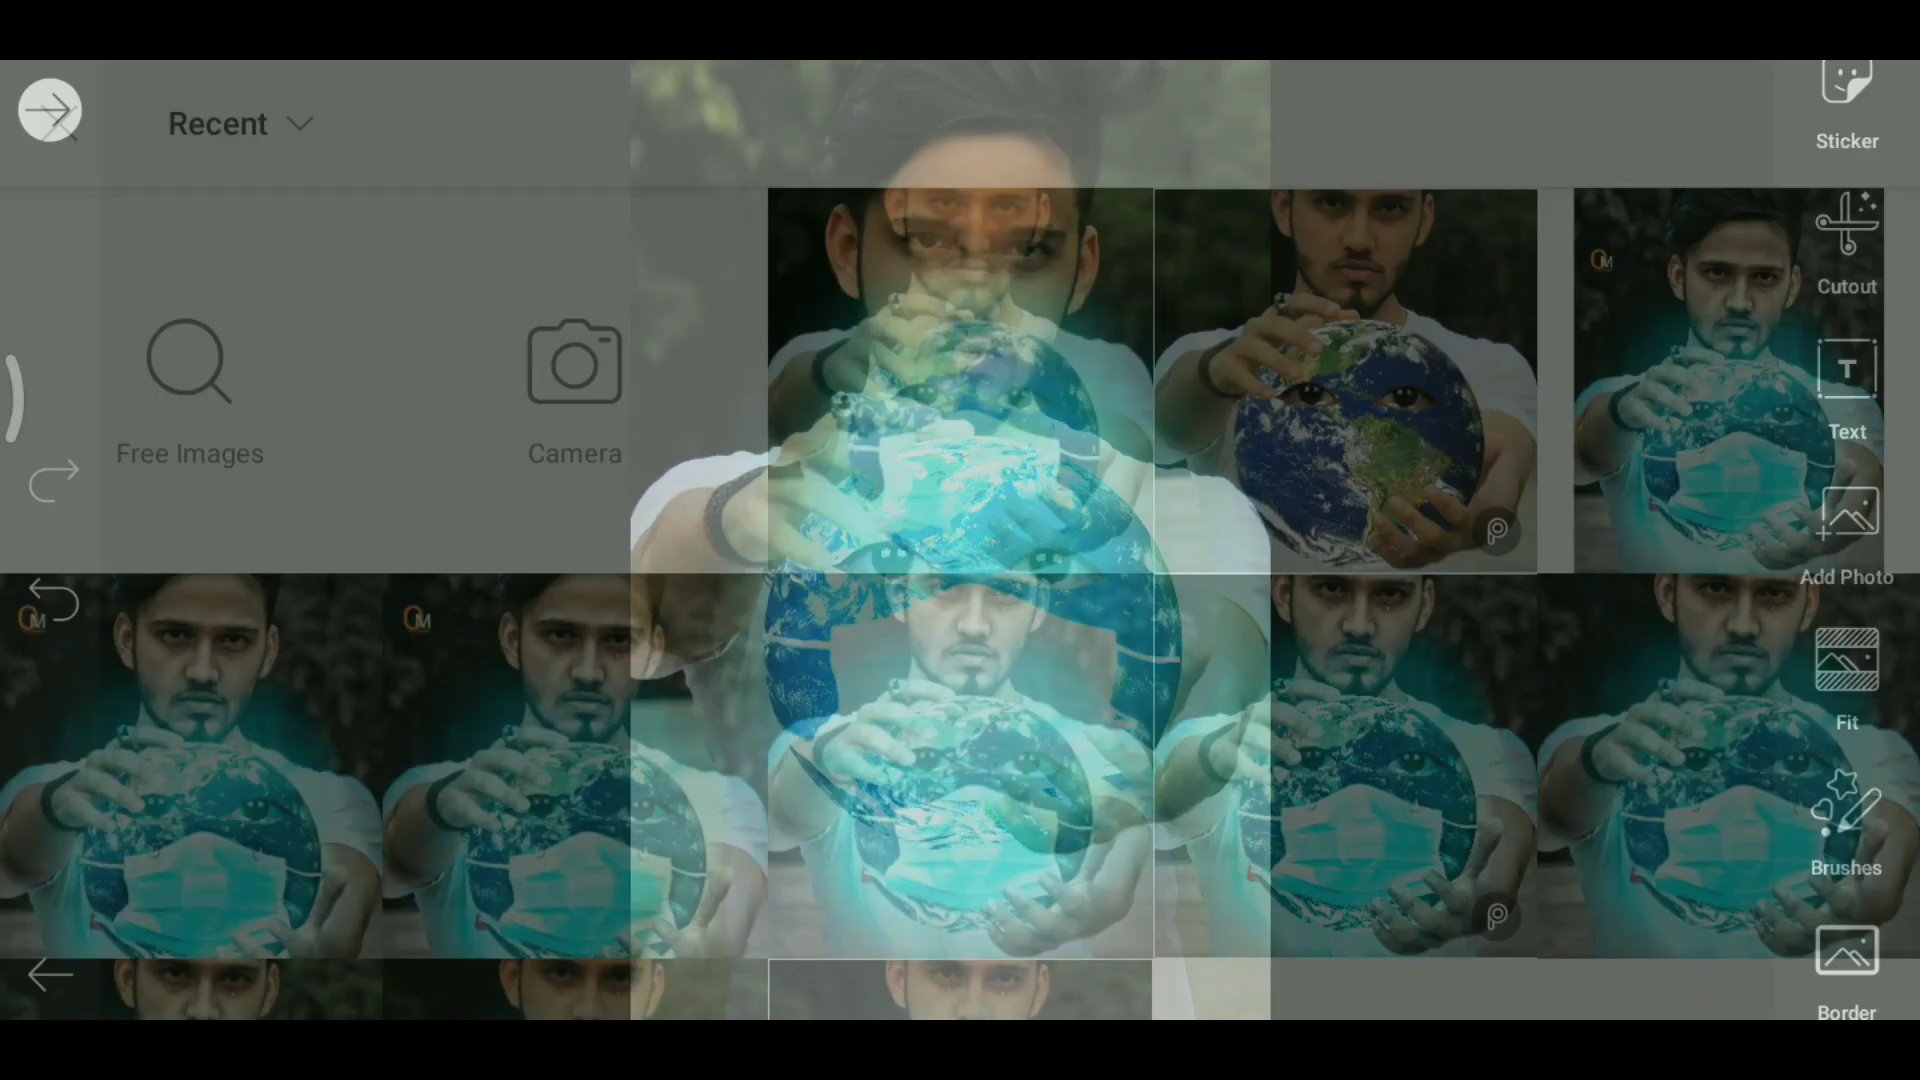 Recent
Sticker
Cutout
Free Images
Camera
Text
Add Photo
Fit
Brushes
Border